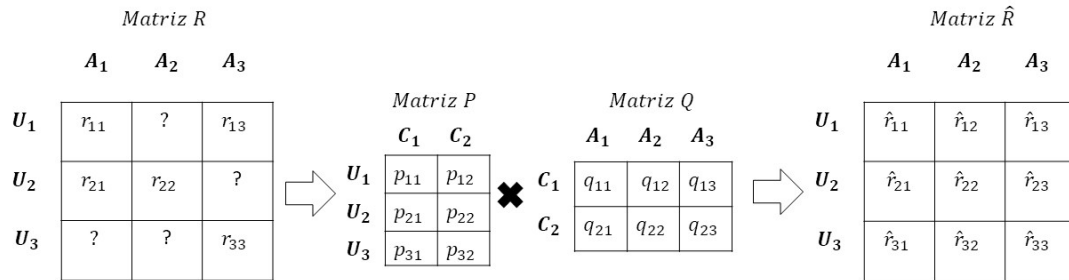 Matriz R
A₁ A₂ A₃
U₁ r₁₁ ? r₁₃
U₂ r₂₁ r₂₂ ?
U₃ ? ? r₃₃
Matriz P
C₁ C₂
U₁ p₁₁ p₁₂
U₂ p₂₁ p₂₂
U₃ p₃₁ p₃₂
Matriz Q
A₁ A₂ A₃
C₁ q₁₁ q₁₂ q₁₃
C₂ q₂₁ q₂₂ q₂₃
Matriz R̂
A₁ A₂ A₃
U₁ r̂₁₁ r̂₁₂ r̂₁₃
U₂ r̂₂₁ r̂₂₂ r̂₂₃
U₃ r̂₃₁ r̂₃₂ r̂₃₃